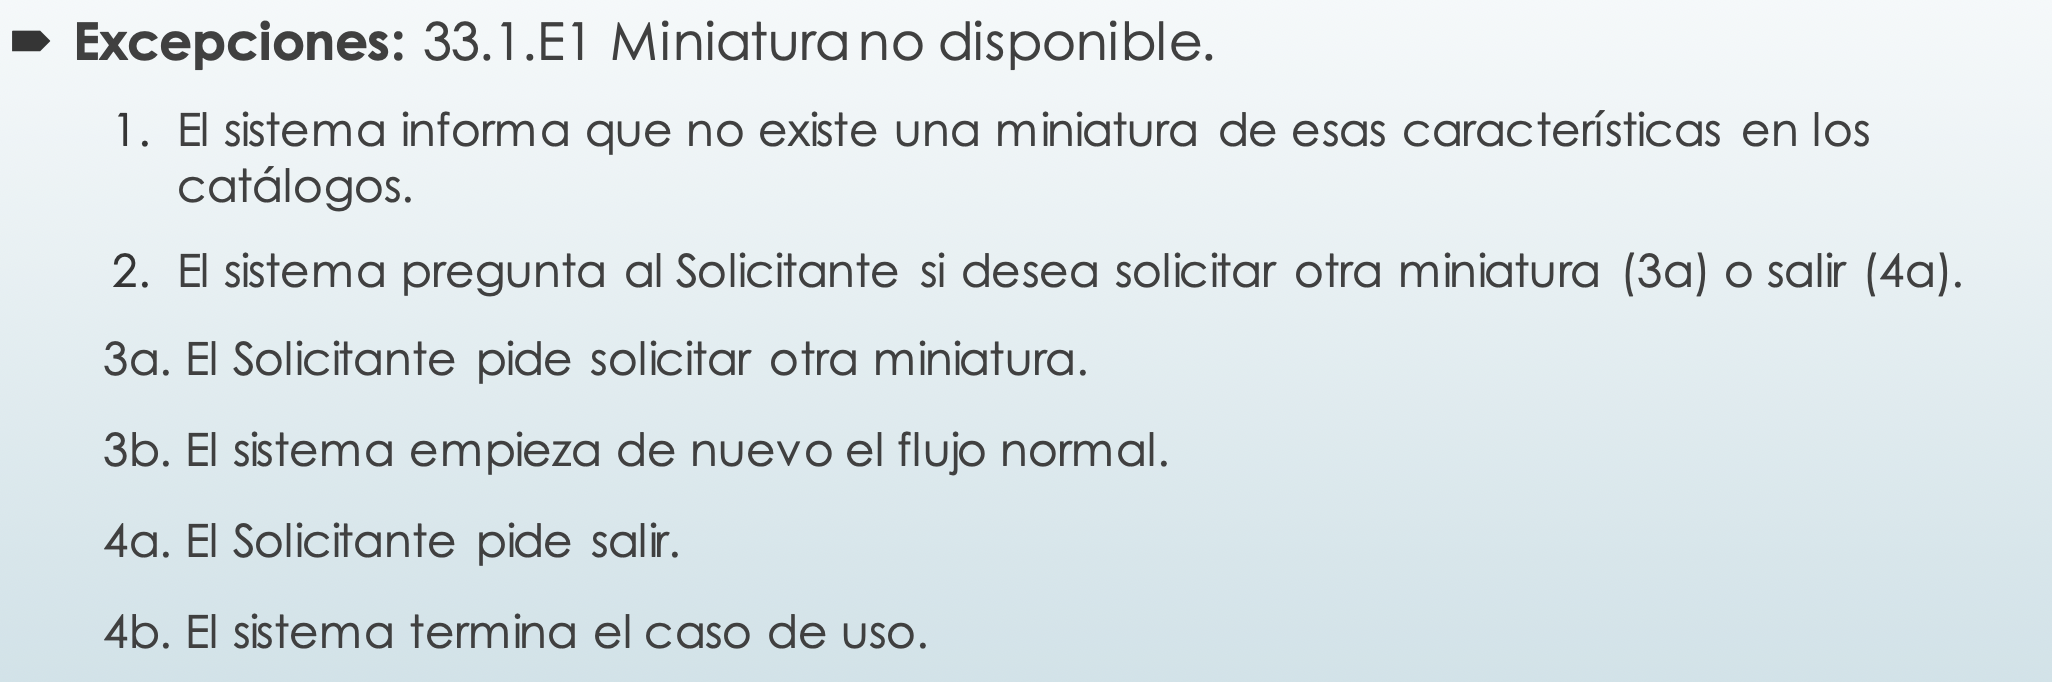 Excepciones: 33.1.E1 Miniatura no disponible.
1. El sistema informa que no existe una miniatura de esas características en los
catálogos.
2. El sistema pregunta al Solicitante si desea solicitar otra miniatura (3a) o salir (4a).
3a. El Solicitante pide solicitar otra miniatura.
3b. El sistema empieza de nuevo el flujo normal.
4a. El Solicitante pide salir.
4b. El sistema termina el caso de uso.